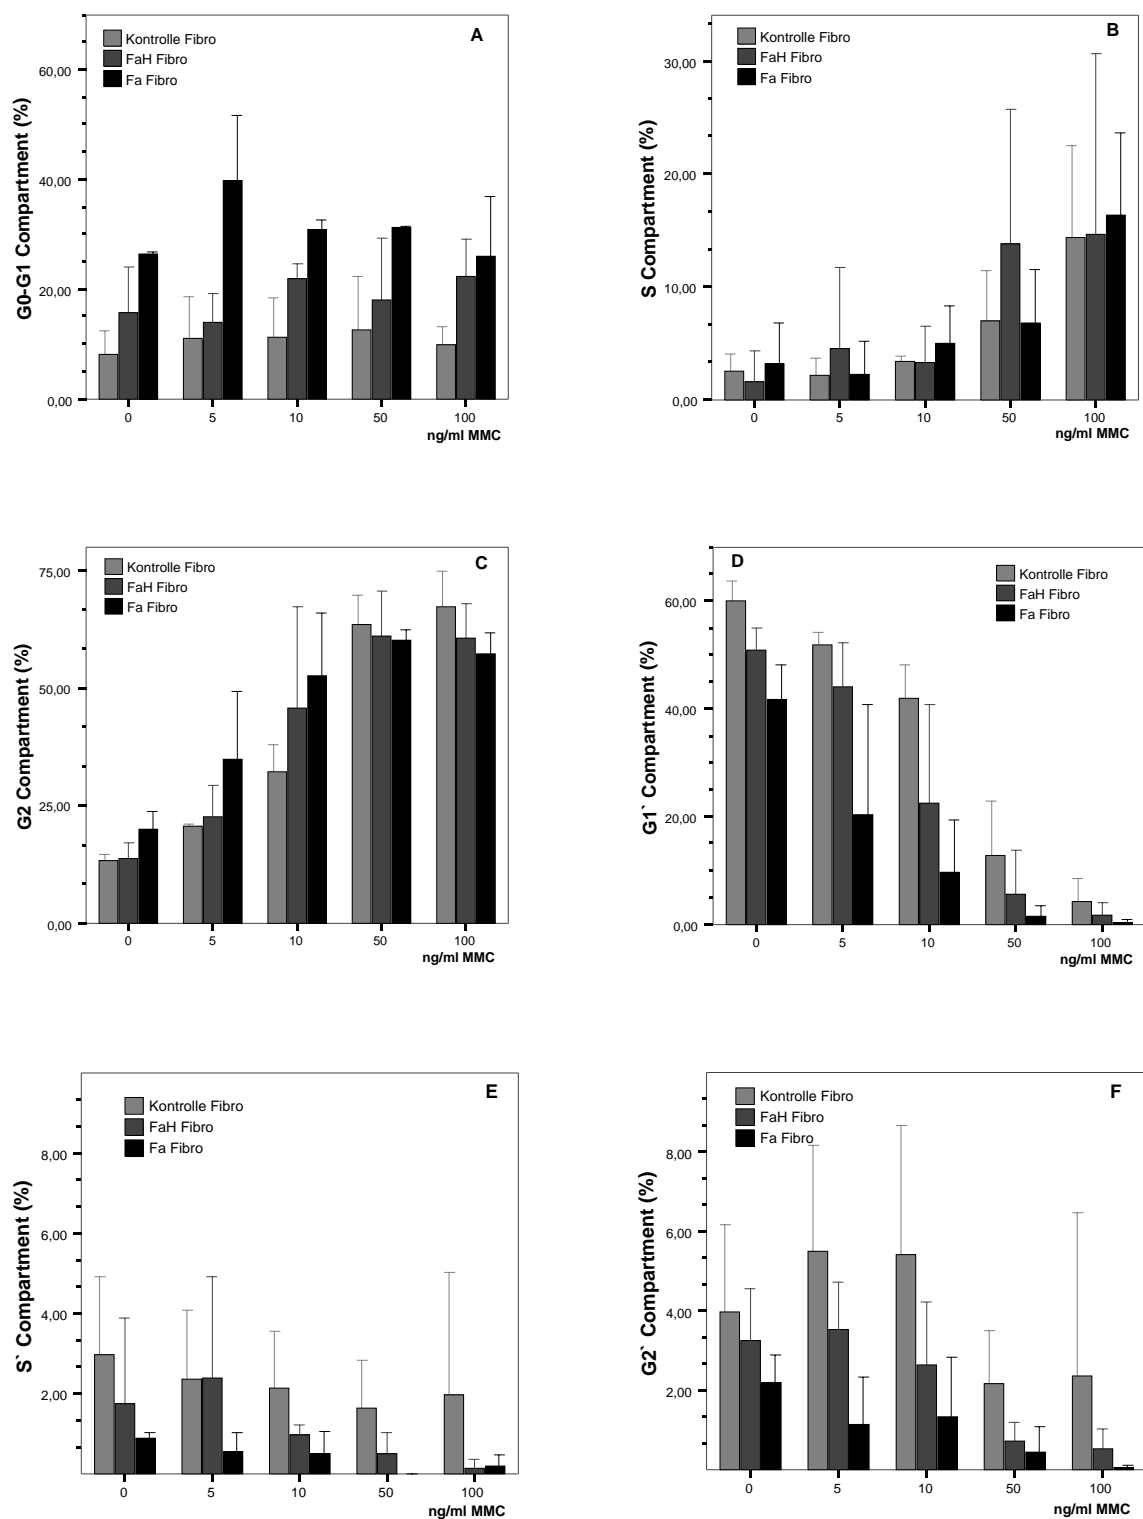 A
Kontrolle Fibro
FaH Fibro
Fa Fibro
G0-G1 Compartment (%)
60,00
40,00
20,00
0,00
0 5 10 50 100
ng/ml MMC
B
Kontrolle Fibro
FaH Fibro
Fa Fibro
S Compartment (%)
30,00
20,00
10,00
0,00
0 5 10 50 100
ng/ml MMC
C
Kontrolle Fibro
FaH Fibro
Fa Fibro
G2 Compartment (%)
75,00
50,00
25,00
0,00
0 5 10 50 100
ng/ml MMC
D
Kontrolle Fibro
FaH Fibro
Fa Fibro
G1` Compartment (%)
60,00
40,00
20,00
0,00
0 5 10 50 100
ng/ml MMC
E
Kontrolle Fibro
FaH Fibro
Fa Fibro
S` Compartment (%)
8,00
6,00
4,00
2,00
0 5 10 50 100
ng/ml MMC
F
Kontrolle Fibro
FaH Fibro
Fa Fibro
G2` Compartment (%)
8,00
6,00
4,00
2,00
0 5 10 50 100
ng/ml MMC